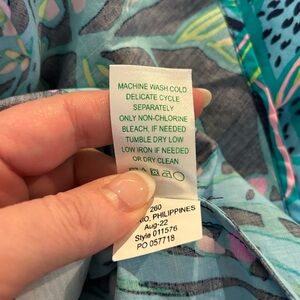 MACHINE WASH COLD
DELICATE CYCLE
SEPARATELY
ONLY NON-CHLORINE
BLEACH, IF NEEDED
TUMBLE DRY LOW
LOW IRON IF NEEDED
OR DRY CLEAN
260
PHILIPPINES
Aug-22
Style 011576
PO 057718